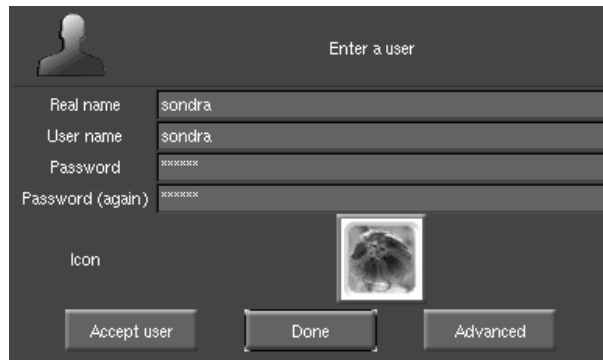 Enter a user
Real name sondra
User name sondra
Password ******
Password (again) ******
Icon
Accept user Done Advanced